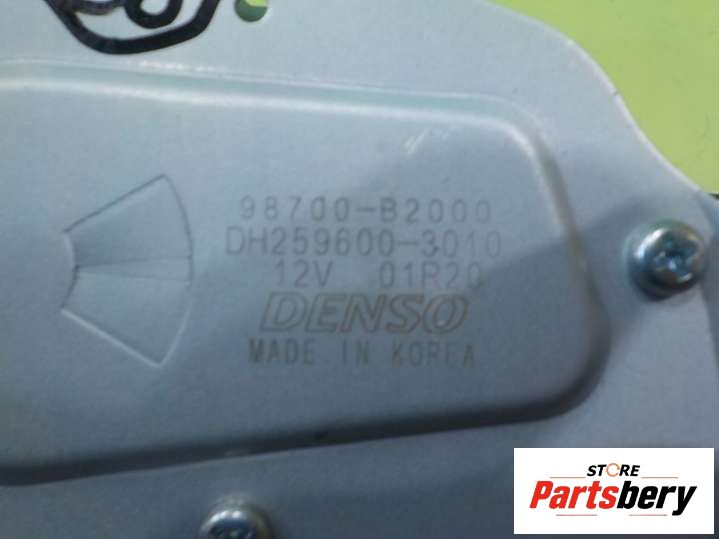 98700-B2000
DH259600-3010
12V 01R20
DENSO
MADE IN KOREA
STORE
Partsbery